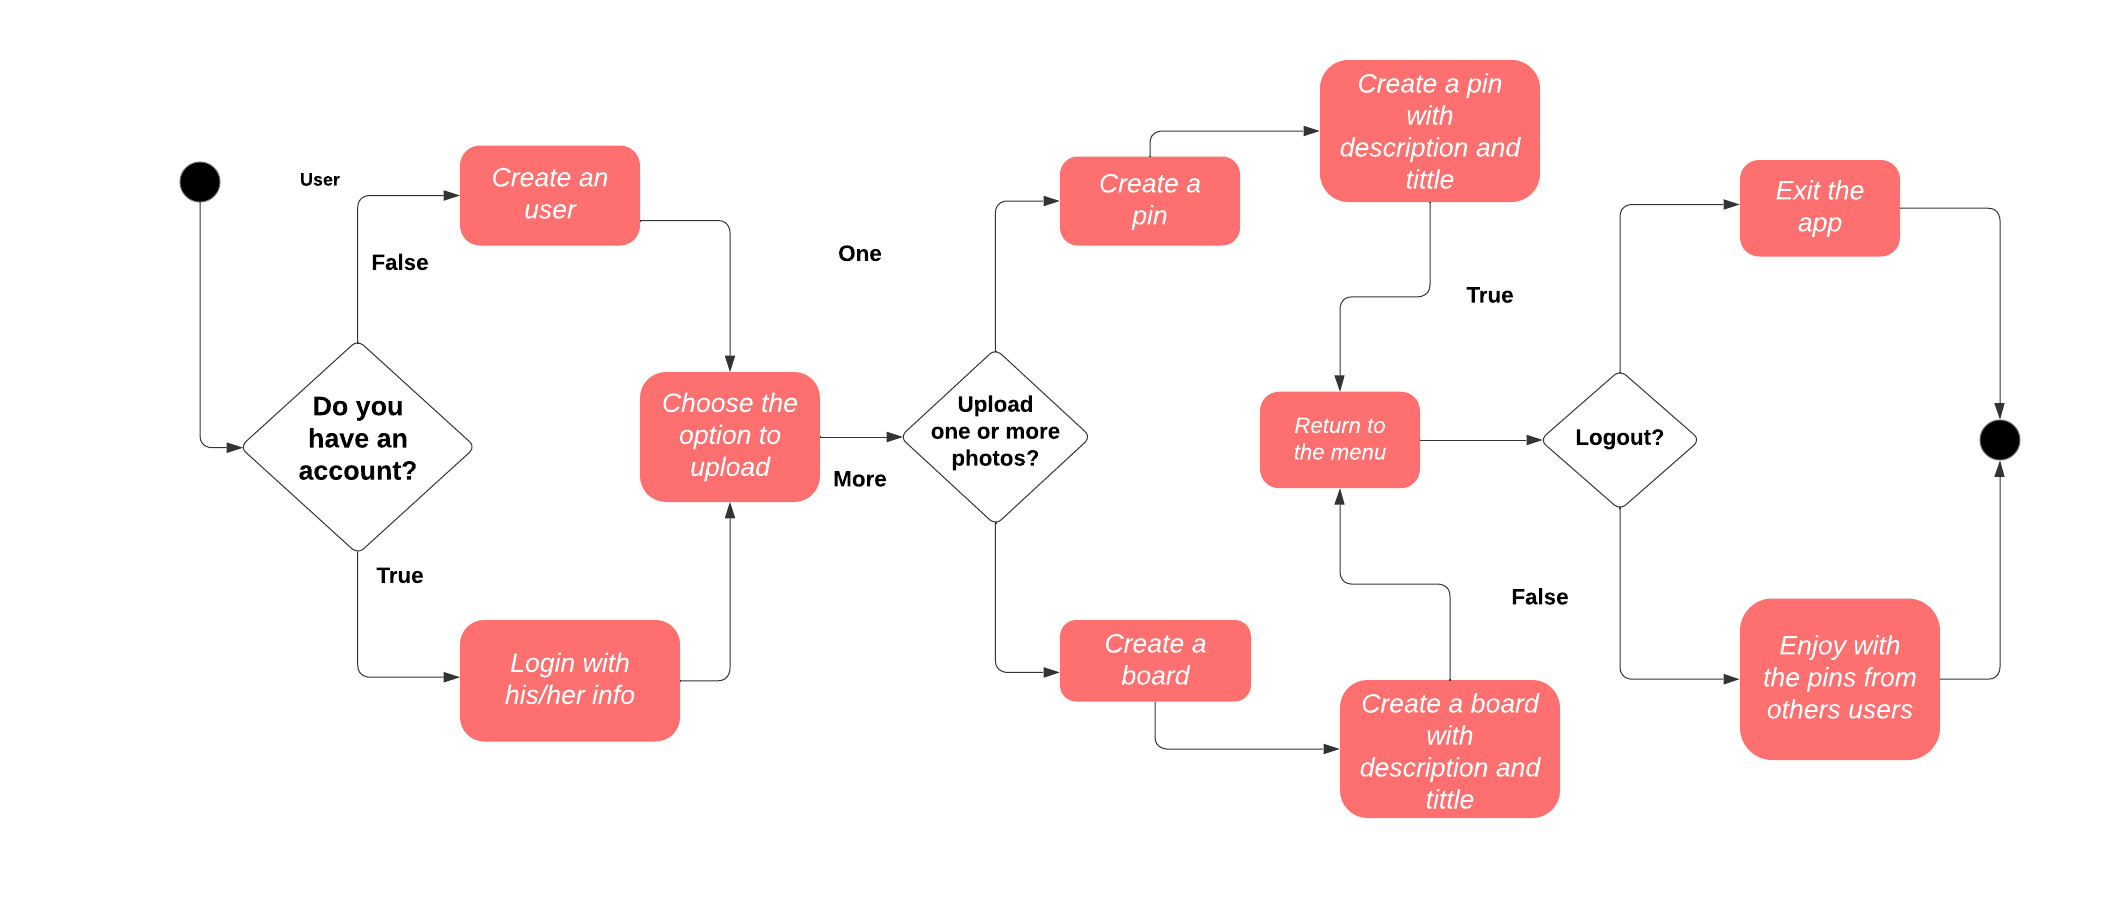 User
Create an
user
False
Do you
have an
account?
True
Login with
his/her info
Choose the
option to
upload
One
More
Upload
one or more
photos?
Create a
pin
Create a pin
with
description and
tittle
Create a
board
Create a board
with
description and
tittle
Return to
the menu
True
Logout?
False
Exit the
app
Enjoy with
the pins from
others users